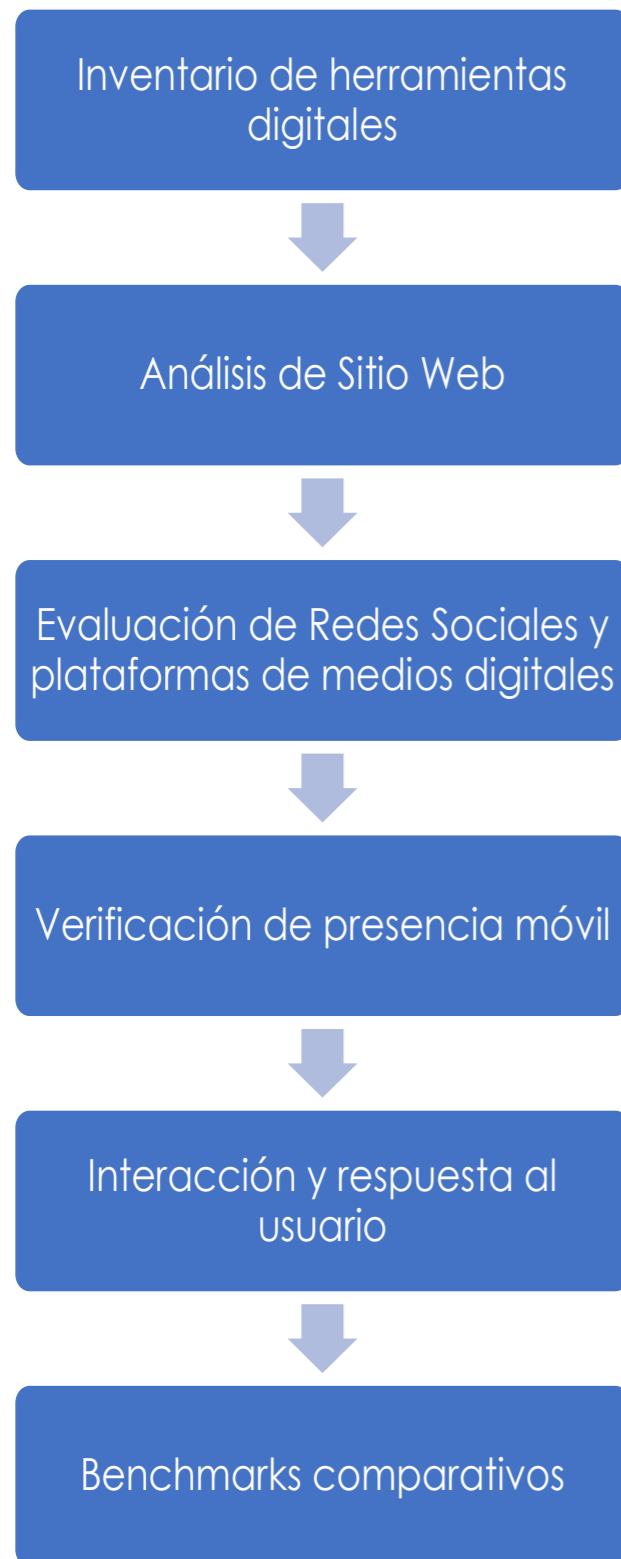 Inventario de herramientas
digitales
Análisis de Sitio Web
Evaluación de Redes Sociales y
plataformas de medios digitales
Verificación de presencia móvil
Interacción y respuesta al
usuario
Benchmarks comparativos